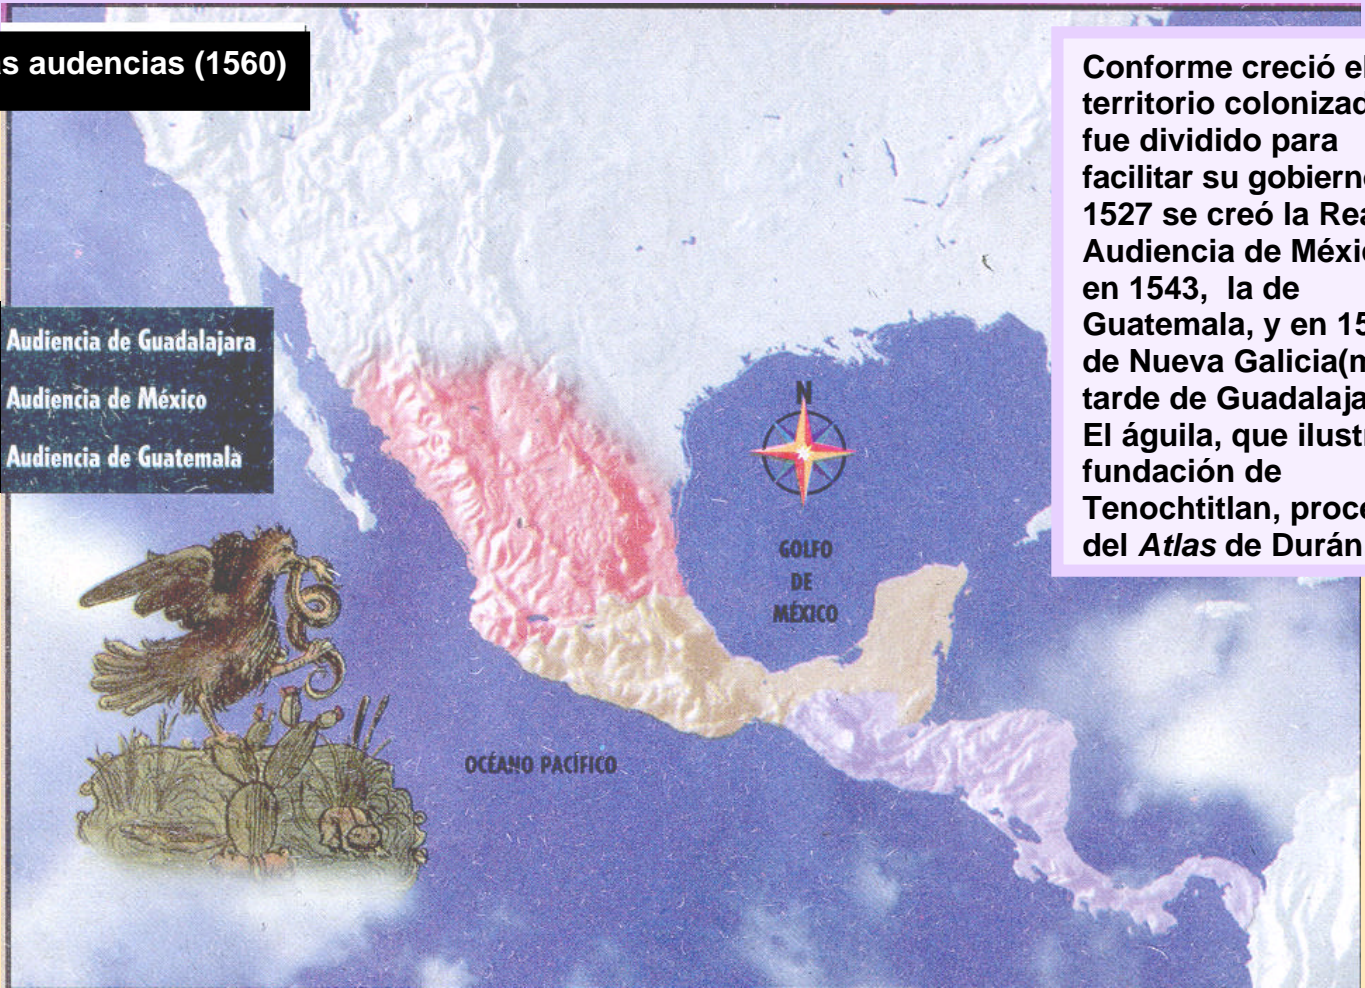 s audencias (1560)
Conforme creció el
territorio colonizad
fue dividido para
facilitar su gobierno
1527 se creó la Rea
Audiencia de Méxi
en 1543, la de
Guatemala, y en 15
de Nueva Galicia(m
tarde de Guadalaja
El águila, que ilustr
fundación de
Tenochtitlan, proce
del Atlas de Durán
Audiencia de Guadalajara
Audiencia de México
Audiencia de Guatemala
N
GOLFO
DE
MÉXICO
OCÉANO PACÍFICO